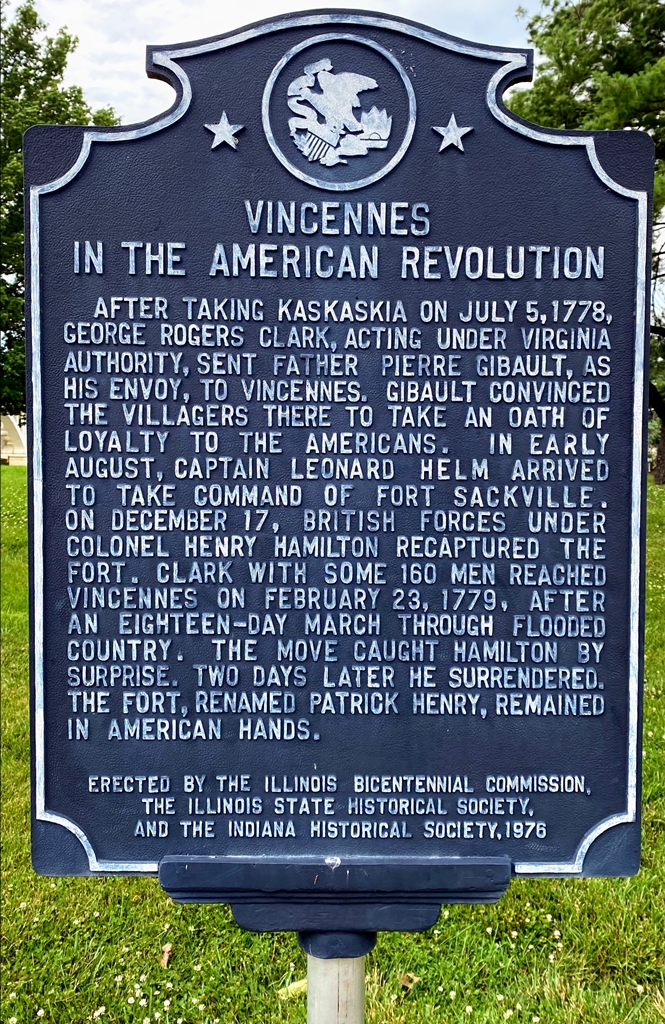 VINCENNES
IN THE AMERICAN REVOLUTION
AFTER TAKING KASKASKIA ON JULY 5,1778,
GEORGE ROGERS CLARK, ACTING UNDER VIRGINIA
AUTHORITY, SENT FATHER PIERRE GIBAULT, AS
HIS ENVOY, TO VINCENNES. GIBAULT CONVINCED
THE VILLAGERS THERE TO TAKE AN OATH OF
LOYALTY TO THE AMERICANS. IN EARLY
AUGUST, CAPTAIN LEONARD HELM ARRIVED
TO TAKE COMMAND OF FORT SACKVILLE.
ON DECEMBER 17, BRITISH FORCES UNDER
COLONEL HENRY HAMILTON RECAPTURED THE
FORT. CLARK WITH SOME 160 MEN REACHED
VINCENNES ON FEBRUARY 23, 1779, AFTER
AN EIGHTEEN-DAY MARCH THROUGH FLOODED
COUNTRY. THE MOVE CAUGHT HAMILTON BY
SURPRISE. TWO DAYS LATER HE SURRENDERED.
THE FORT, RENAMED PATRICK HENRY, REMAINED
IN AMERICAN HANDS.
ERECTED BY THE ILLINOIS BICENTENNIAL COMMISSION,
THE ILLINOIS STATE HISTORICAL SOCIETY,
AND THE INDIANA HISTORICAL SOCIETY, 1976